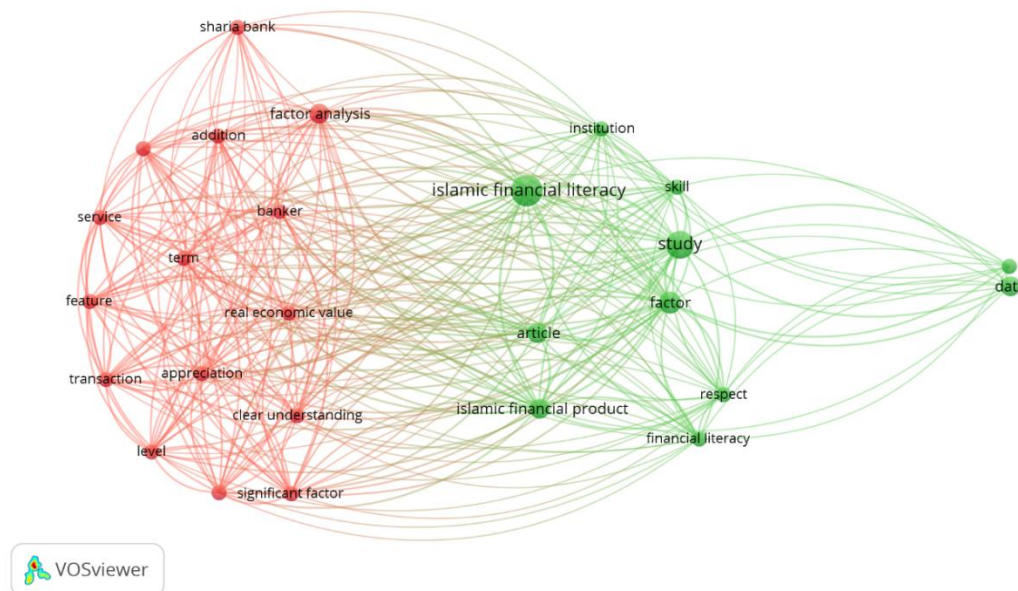 sharia bank
factor analysis
addition
institution
islamic financial literacy
skill
banker
service
study
term
dat
feature
factor
real economic value
article
appreciation
transaction
respect
islamic financial product
clear understanding
financial literacy
level
significant factor
VOSviewer